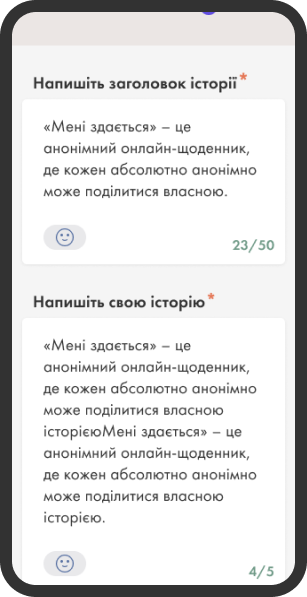 Напишіть заголовок історії*
«Мені здається» – це
анонімний онлайн-щоденник,
де кожен абсолютно анонімно
може поділитися власною.
23/50
Напишіть свою історію*
«Мені здається» – це
анонімний онлайн-щоденник,
де кожен абсолютно анонімно
може поділитися власною
історієюМені здається» – це
анонімний онлайн-щоденник,
де кожен абсолютно анонімно
може поділитися власною
історією.
4/5